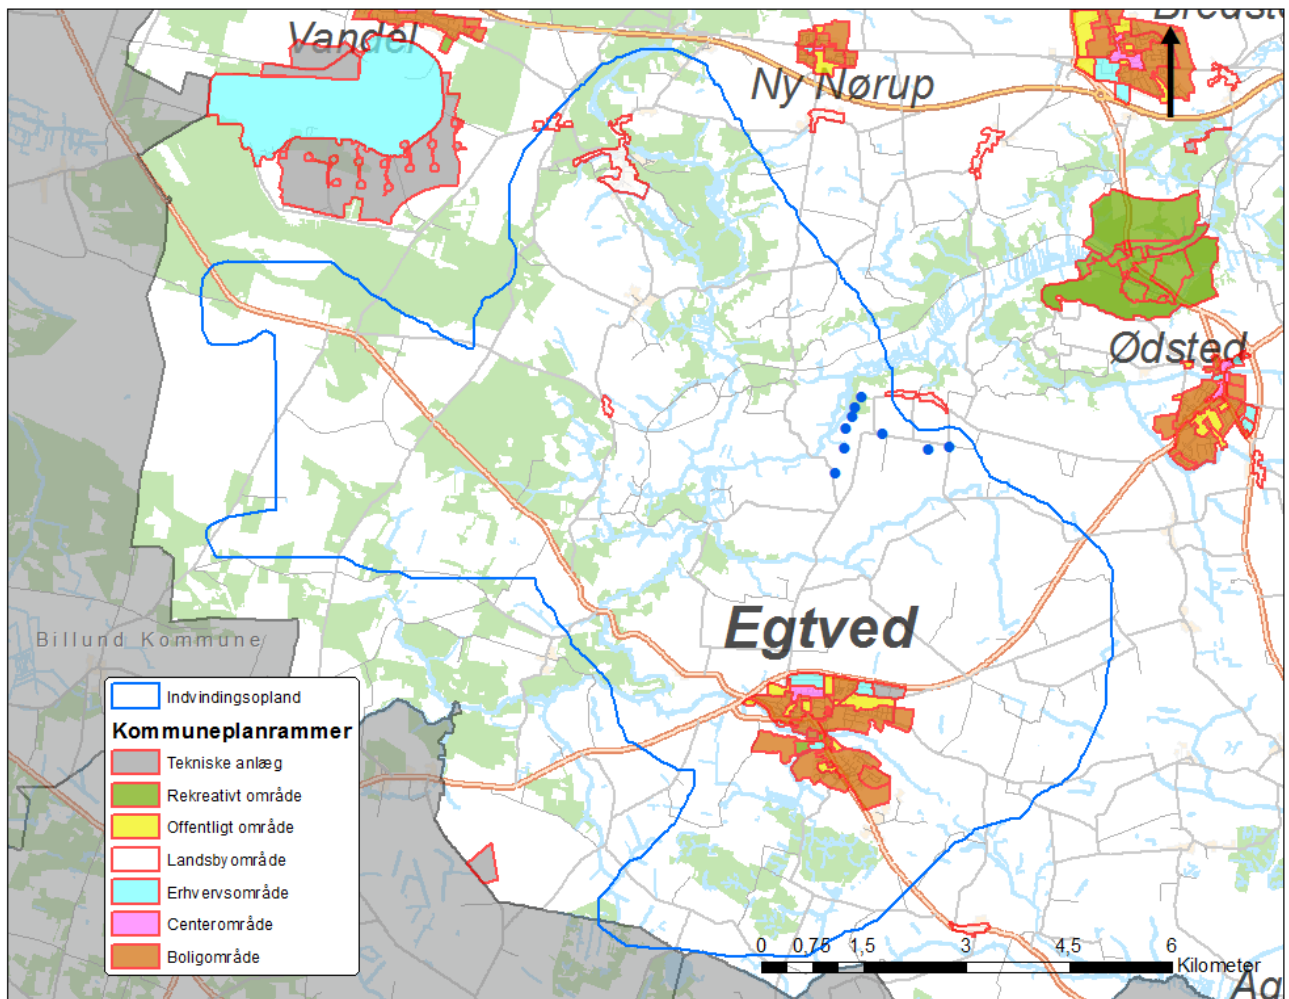 Vandel
Ny Nørup
Ødsted
Egtved
Billund Kommune
Indvindingsopland
Kommuneplanrammer
Tekniske anlæg
Rekreativt område
Offentligt område
Landsbyområde
Erhvervsområde
Centerområde
Boligområde
0 0,75 1,5 3 4,5 6
Kilometer